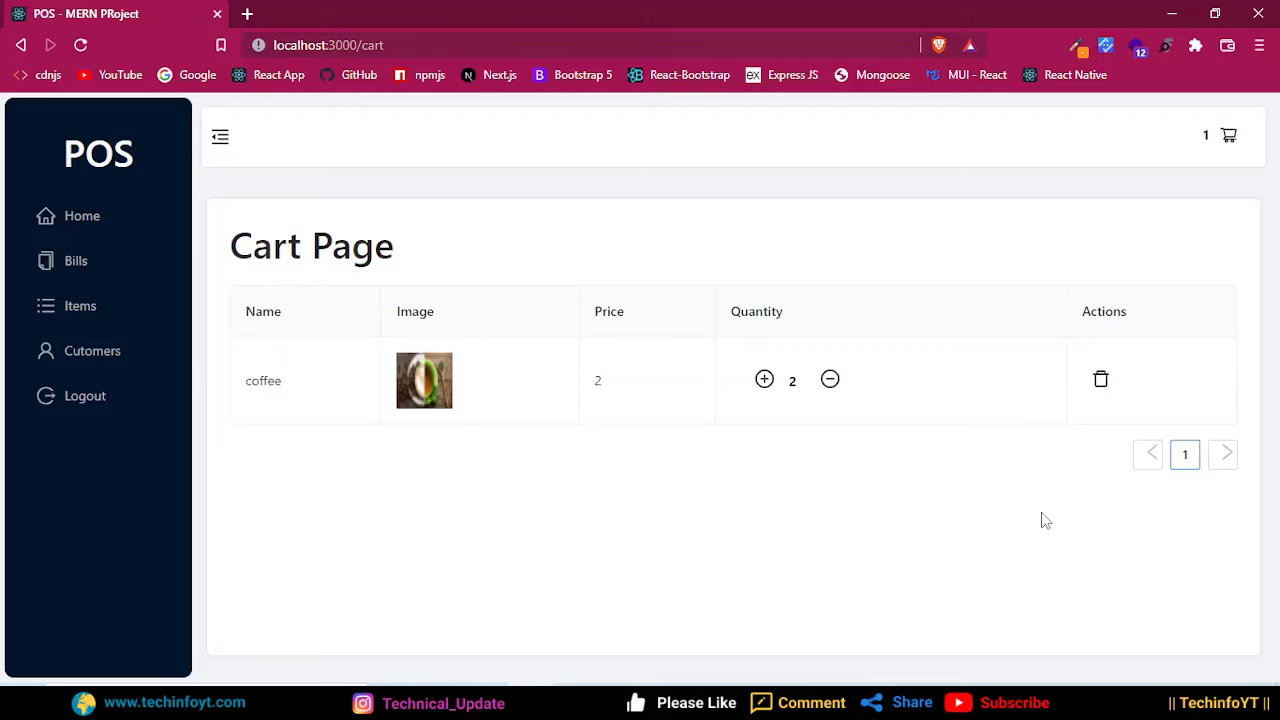 POS - MERN PRoject
localhost:3000/cart
12
cdnjs YouTube Google React App GitHub npmjs Next.js Bootstrap 5 React-Bootstrap Express JS Mongoose MUI - React React Native
POS
Home
Bills
Items
Cutomers
Logout
1
Cart Page
Name Image Price Quantity Actions
coffee 2 2
1
www.techinfoyt.com Technical_Update Please Like Comment Share Subscribe || TechinfoYT ||